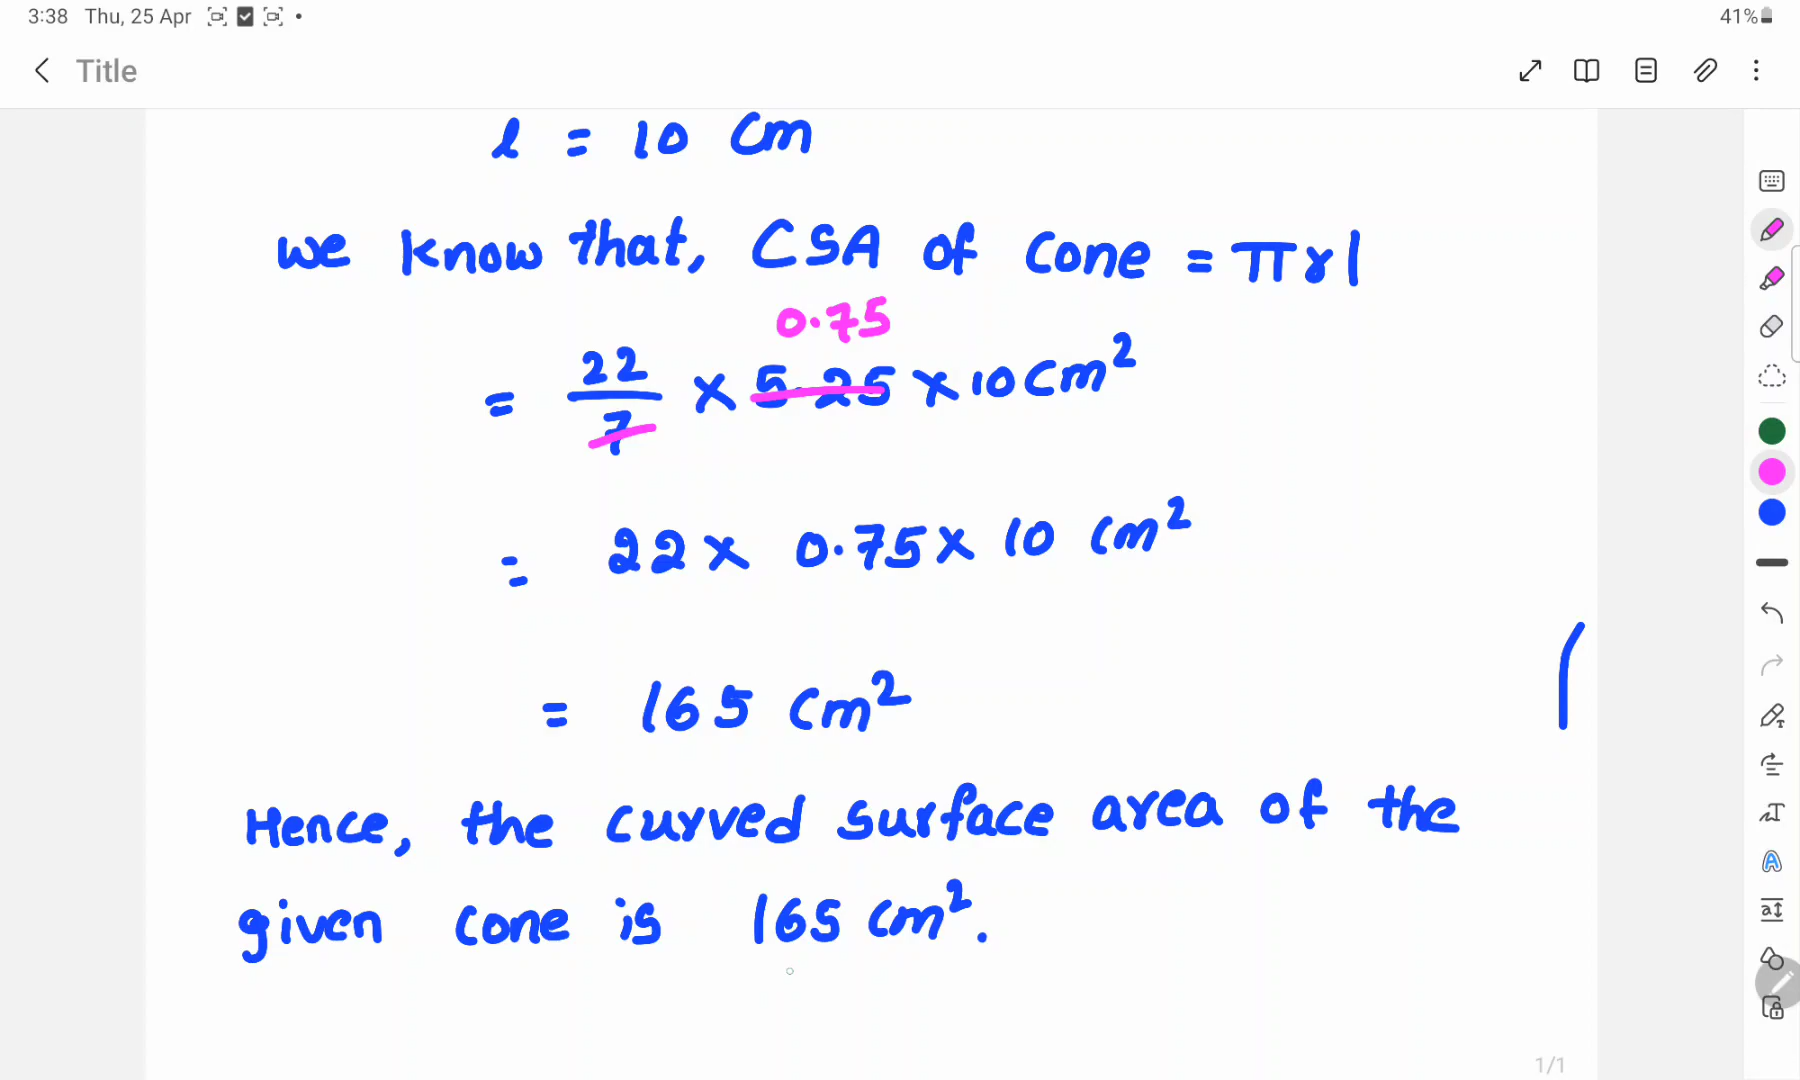 3:38 Thu, 25 Apr
41%
Title
l = 10 Cm
we know that, CSA of Cone = πrl
0.75
= 22/7 × 5.25 × 10 Cm²
= 22 × 0.75 × 10 Cm²
= 165 Cm²
Hence, the curved surface area of the
given cone is 165 cm².
1/1